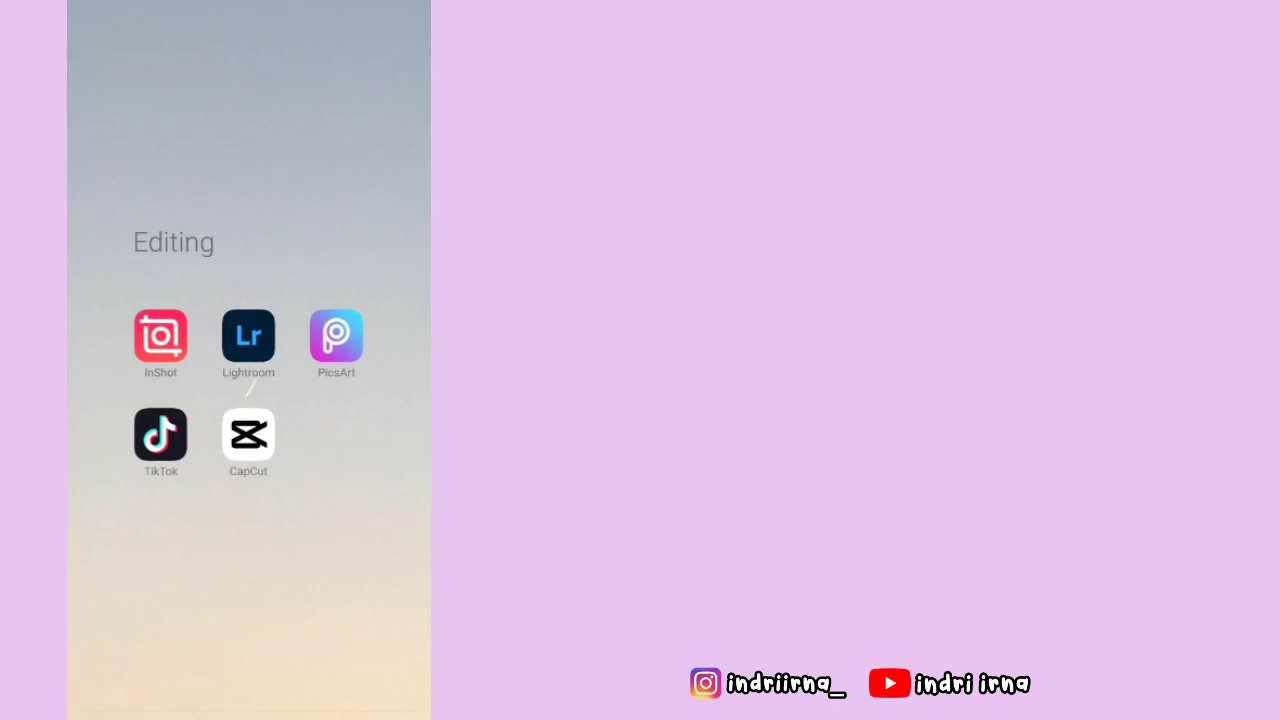 Editing
Lr
InShot Lightroom PicsArt
TikTok CapCut
indriirna_ indri irna